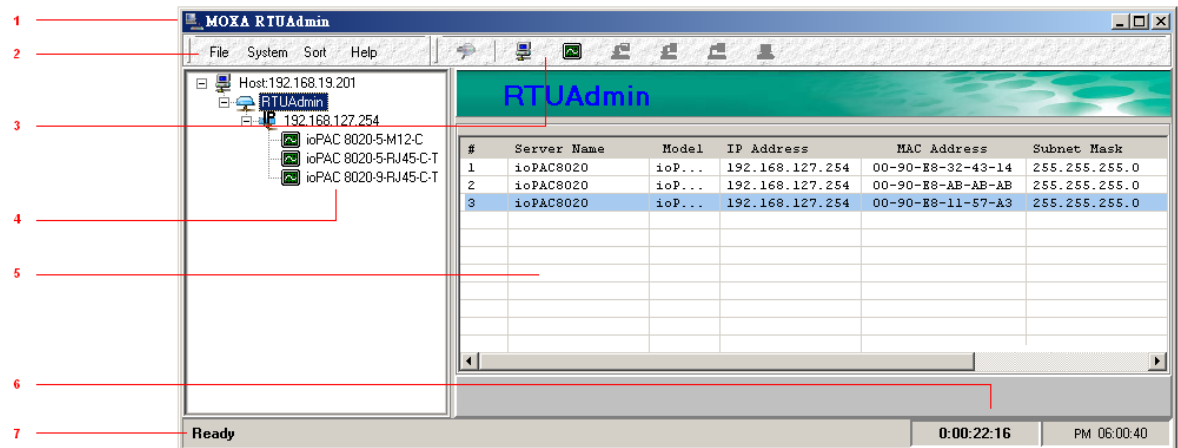 1
MOXA RTUAdmin
2
File System Sort Help
3
Host:192.168.19.201
RTUAdmin
IP
192.168.127.254
ioPAC 8020-5-M12-C
ioPAC 8020-5-RJ45-C-T
ioPAC 8020-9-RJ45-C-T
4
RTUAdmin
# Server Name Model IP Address MAC Address Subnet Mask
1 ioPAC8020 ioP... 192.168.127.254 00-90-E8-32-43-14 255.255.255.0
2 ioPAC8020 ioP... 192.168.127.254 00-90-E8-AB-AB-AB 255.255.255.0
3 ioPAC8020 ioP... 192.168.127.254 00-90-E8-11-57-A3 255.255.255.0
5
6
7
Ready 0:00:22:16 PM 06:00:40